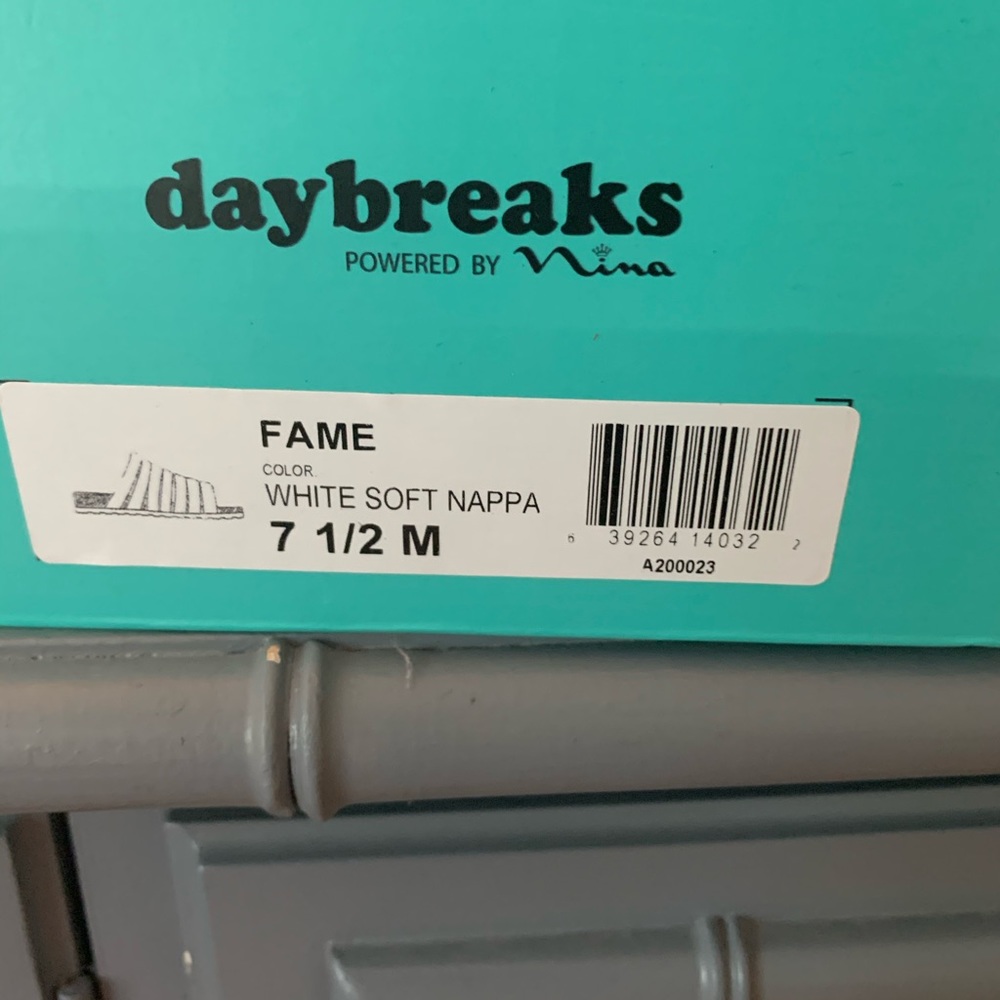 daybreaks
POWERED BY Nina
FAME
COLOR.
WHITE SOFT NAPPA
7 1/2 M
6 39264 14032 2
A200023